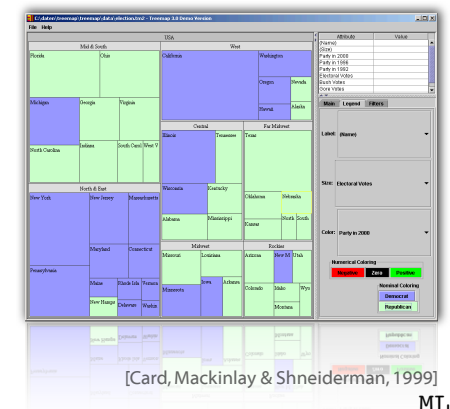 C:\daten\treemap\data\election.tm2 - Treemap 3.0 Demo Version
File Help
USA
Mid & South
Florida
Ohio
Michigan
Georgia
Virginia
North Carolina
Indiana
South Carol
West V
West
California
Washington
Oregon
Nevada
Hawaii
Alaska
Central
Illinois
Tennessee
Wisconsin
Kentucky
Alabama
Mississippi
Far Midwest
Texas
Oklahoma
Nebraska
Kansas
North
South
North & East
New York
New Jersey
Massachusetts
Maryland
Connecticut
Pennsylvania
Maine
Rhode Isla
Vermon
New Hamps
Delaware
Washin
Midwest
Missouri
Louisiana
Minnesota
Iowa
Arkansa
Rockies
Arizona
New M
Utah
Colorado
Idaho
Wyo
Montana
Attribute Value
(Name)
(Size)
Party in 2000
Party in 1996
Party in 1992
Electoral Votes
Bush Votes
Gore Votes
Main Legend Filters
Label: (Name)
Size: Electoral Votes
Color: Party in 2000
Numerical Coloring
Negative Zero Positive
Nominal Coloring
Democrat
Republican
[Card, Mackinlay & Shneiderman, 1999]